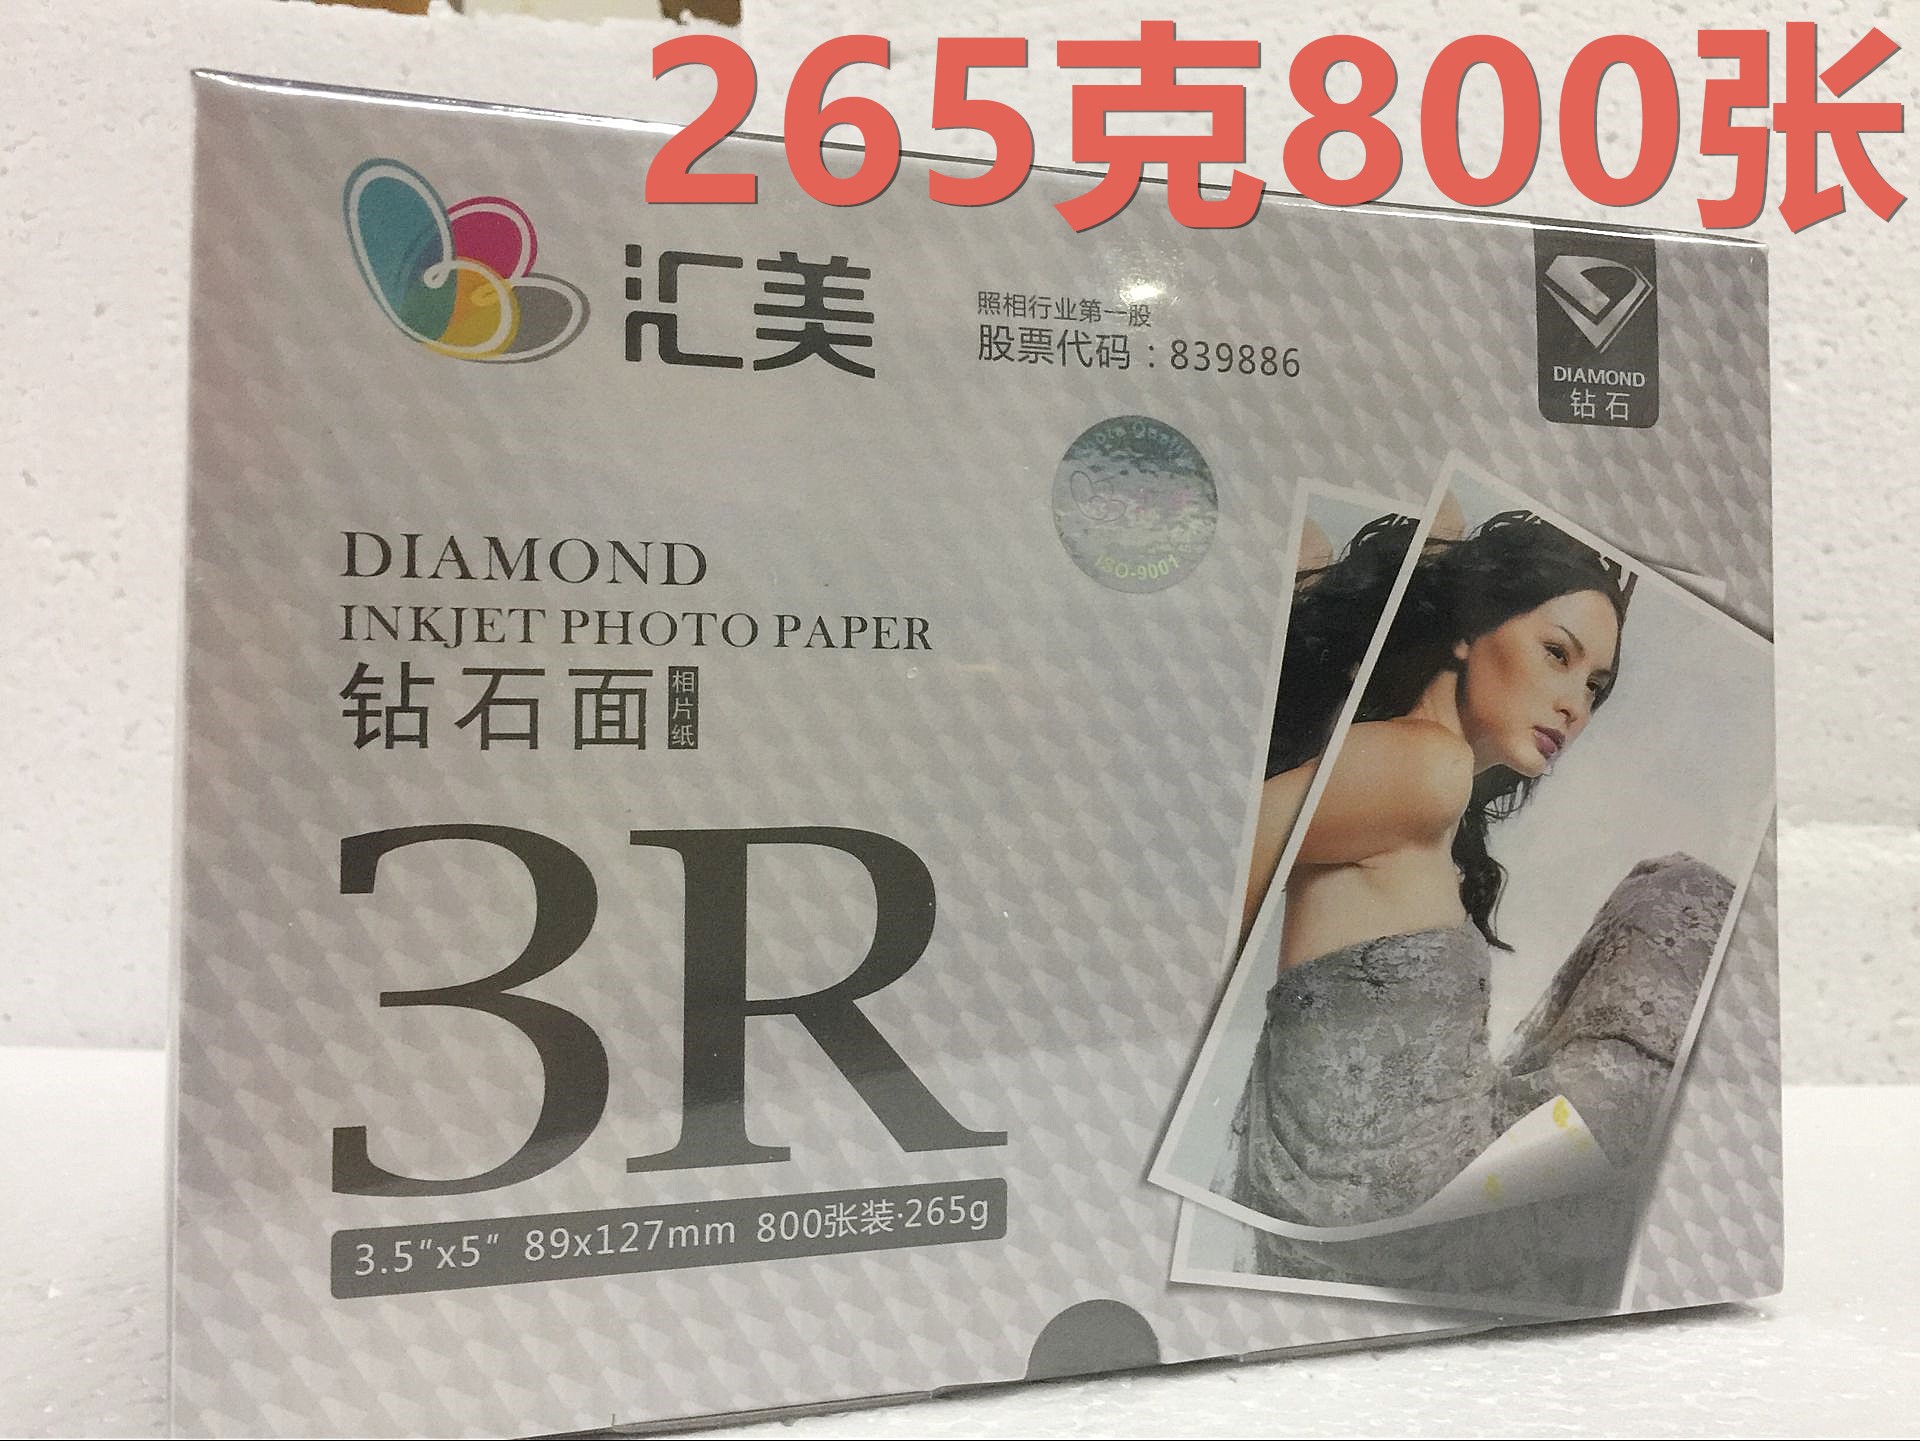 265克800张
汇美
照相行业第一股
股票代码：839886
DIAMOND
钻石
ISO-9001
DIAMOND
INKJET PHOTO PAPER
钻石面
相片纸
3R
3.5"x5" 89x127mm 800张装·265g